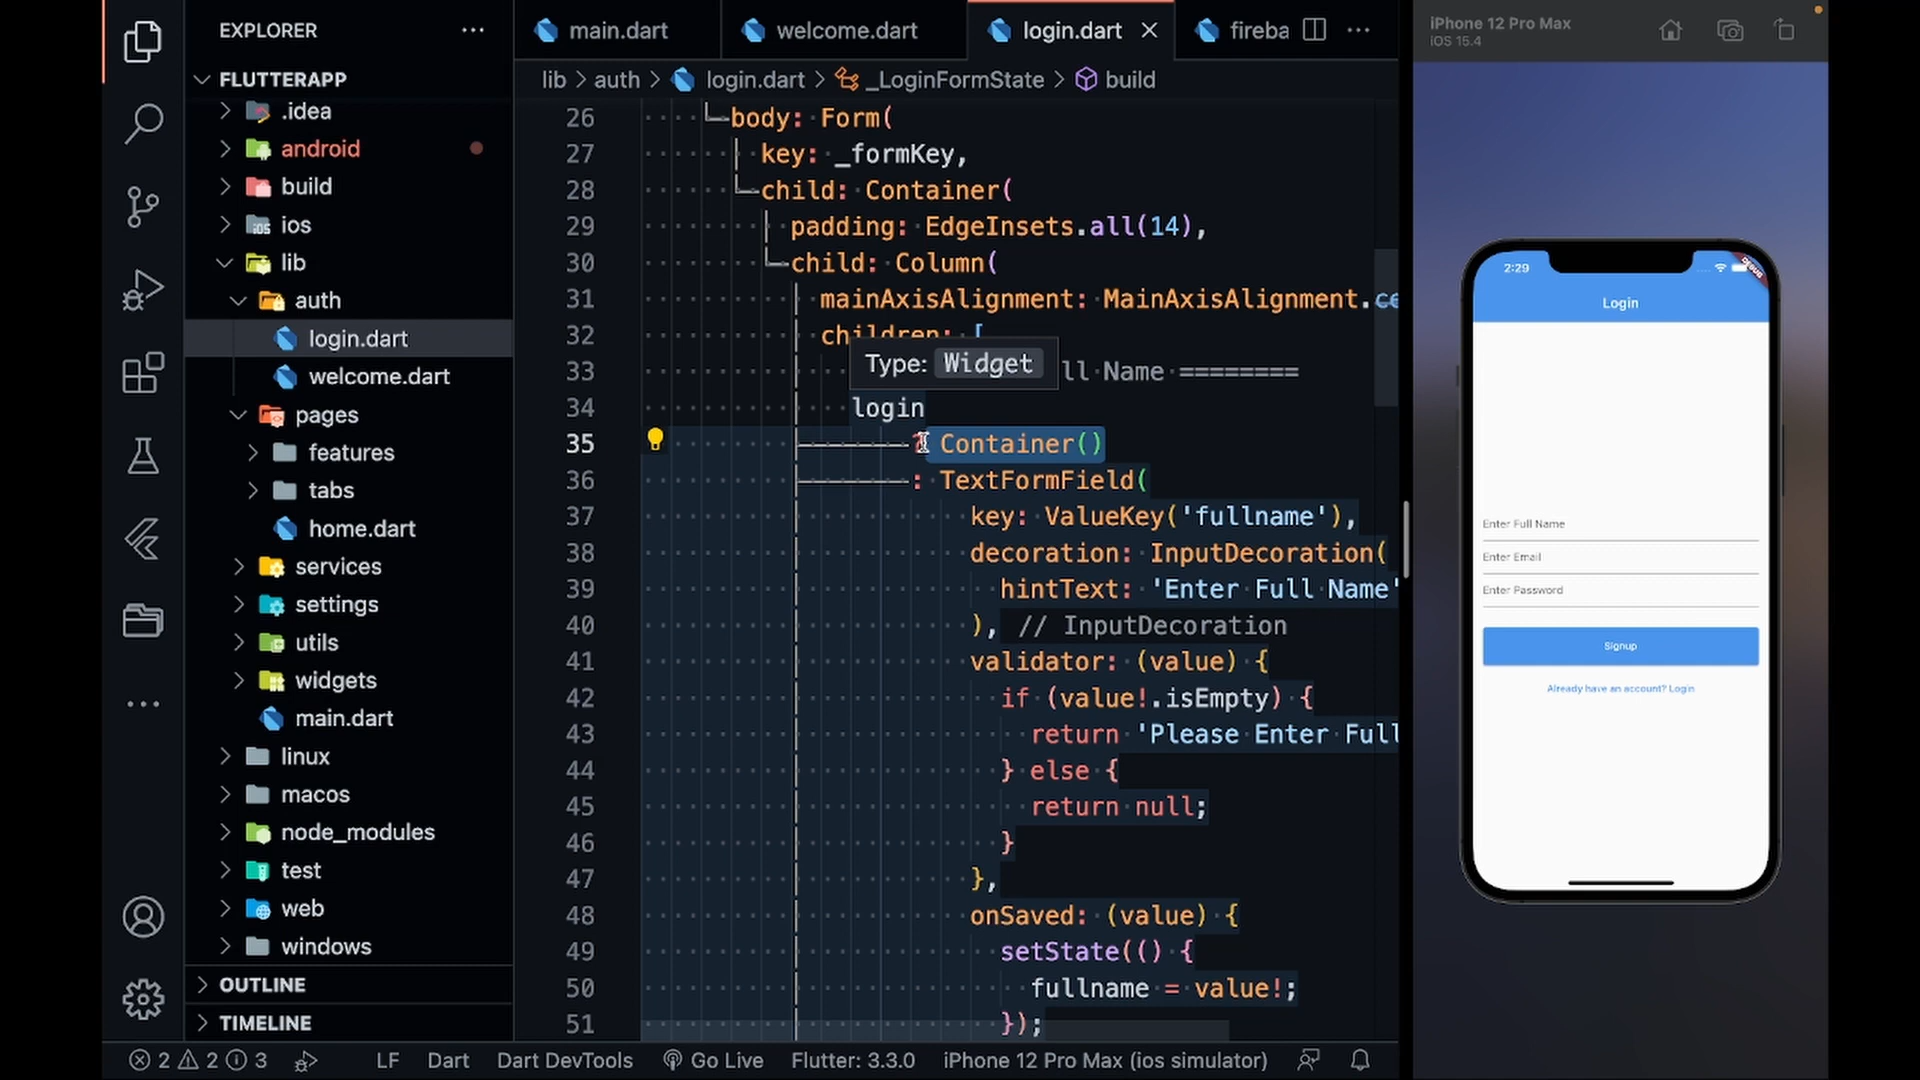 EXPLORER
FLUTTERAPP
.idea
android
build
ios
lib
auth
login.dart
welcome.dart
pages
features
tabs
home.dart
services
settings
utils
widgets
main.dart
linux
macos
node_modules
test
web
windows
OUTLINE
TIMELINE
main.dart
welcome.dart
login.dart
fireba
lib > auth > login.dart > _LoginFormState > build
26 body: Form(
27 key: _formKey,
28 child: Container(
29 padding: EdgeInsets.all(14),
30 child: Column(
31 mainAxisAlignment: MainAxisAlignment.ce
32 children: [
Type: Widget
33 ll Name ========
34 login
35 ? Container()
36 : TextFormField(
37 key: ValueKey('fullname'),
38 decoration: InputDecoration(
39 hintText: 'Enter Full Name'
40 ), // InputDecoration
41 validator: (value) {
42 if (value!.isEmpty) {
43 return 'Please Enter Full
44 } else {
45 return null;
46 }
47 },
48 onSaved: (value) {
49 setState(() {
50 fullname = value!;
51 });
2 2 3 LF Dart Dart DevTools Go Live Flutter: 3.3.0 iPhone 12 Pro Max (ios simulator)
iPhone 12 Pro Max
iOS 15.4
2:29
DEBUG
Login
Enter Full Name
Enter Email
Enter Password
Signup
Already have an account? Login